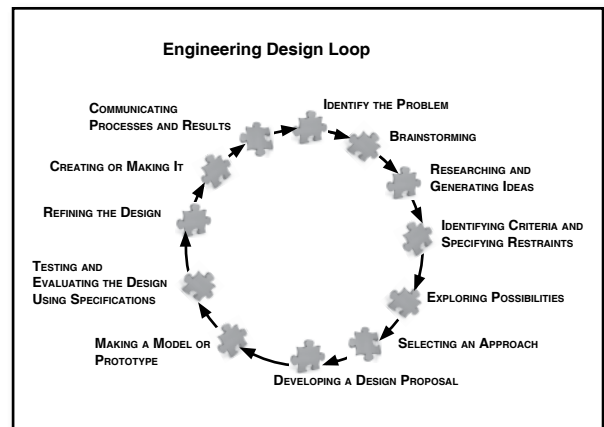 Engineering Design Loop
Identify the Problem
Brainstorming
Researching and
Generating Ideas
Identifying Criteria and
Specifying Restraints
Exploring Possibilities
Selecting an Approach
Developing a Design Proposal
Making a Model or
Prototype
Testing and
Evaluating the Design
Using Specifications
Refining the Design
Creating or Making It
Communicating
Processes and Results